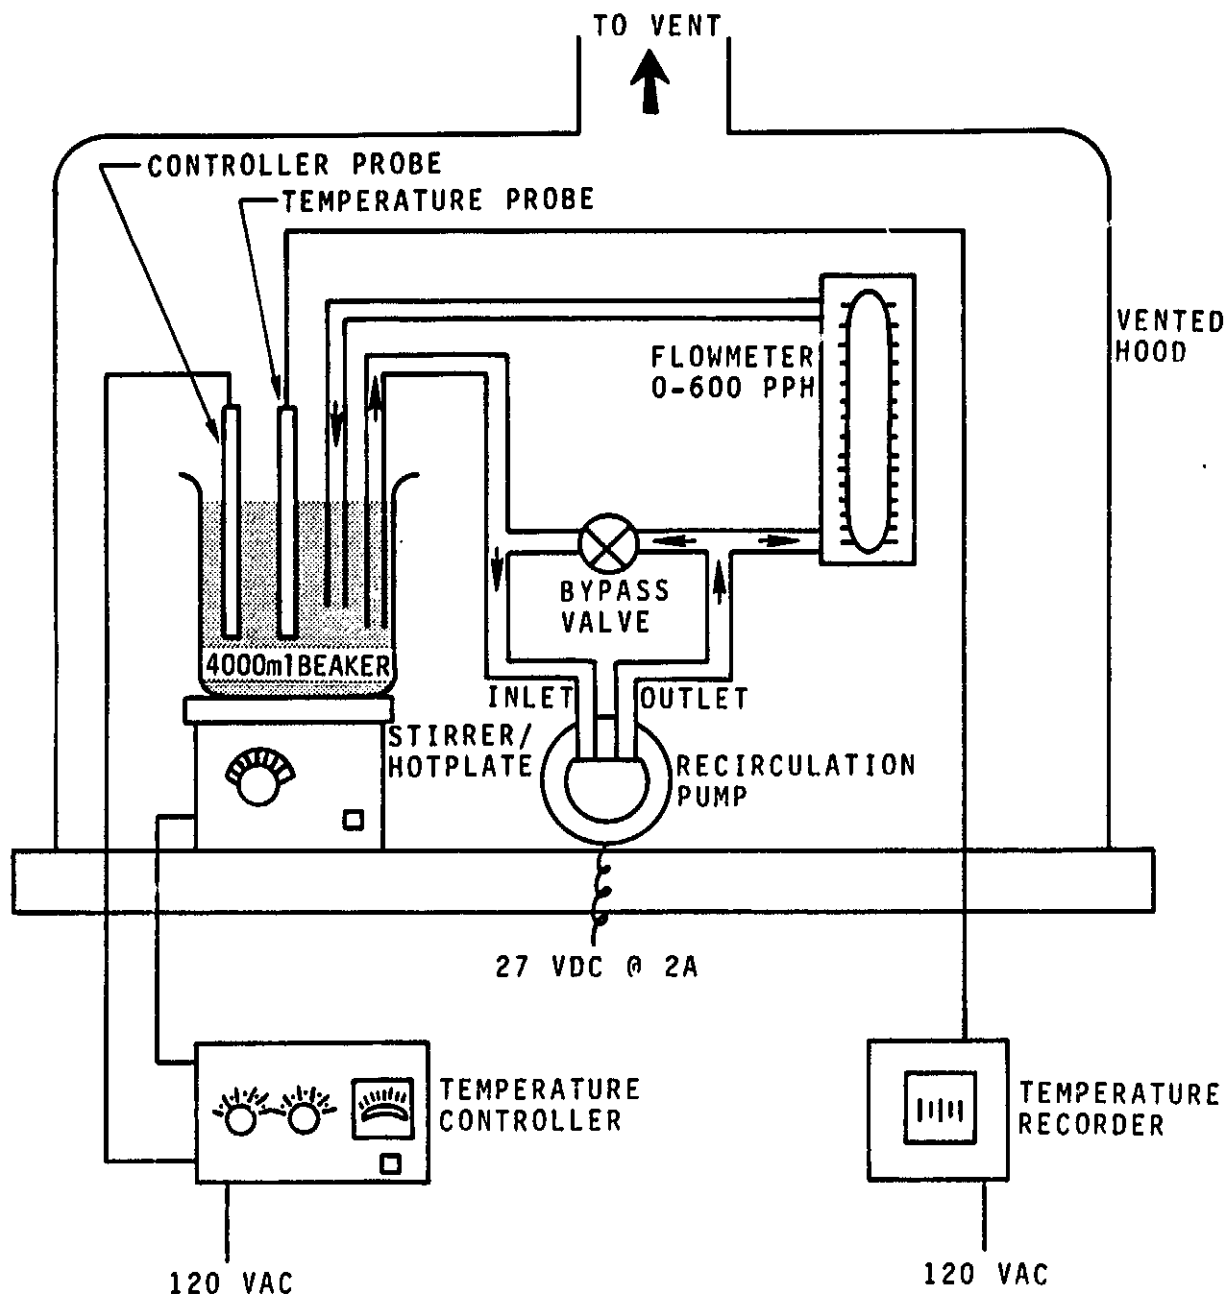 TO VENT
CONTROLLER PROBE
TEMPERATURE PROBE
VENTED
HOOD
FLOWMETER
0-600 PPH
BYPASS
VALVE
4000ml BEAKER
INLET
OUTLET
STIRRER/
HOTPLATE
RECIRCULATION
PUMP
27 VDC @ 2A
TEMPERATURE
CONTROLLER
TEMPERATURE
RECORDER
120 VAC
120 VAC